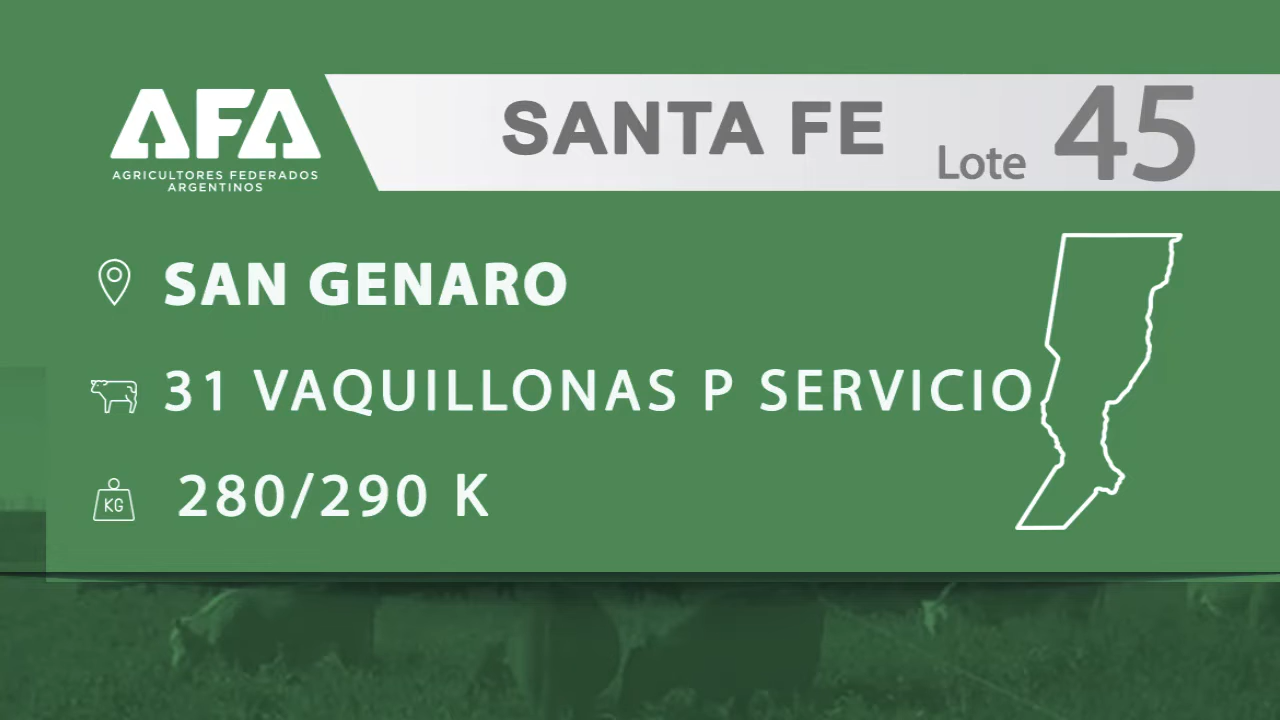 AFA
AGRICULTORES FEDERADOS
ARGENTINOS
SANTA FE
Lote 45
SAN GENARO
31 VAQUILLONAS P SERVICIO
KG
280/290 K